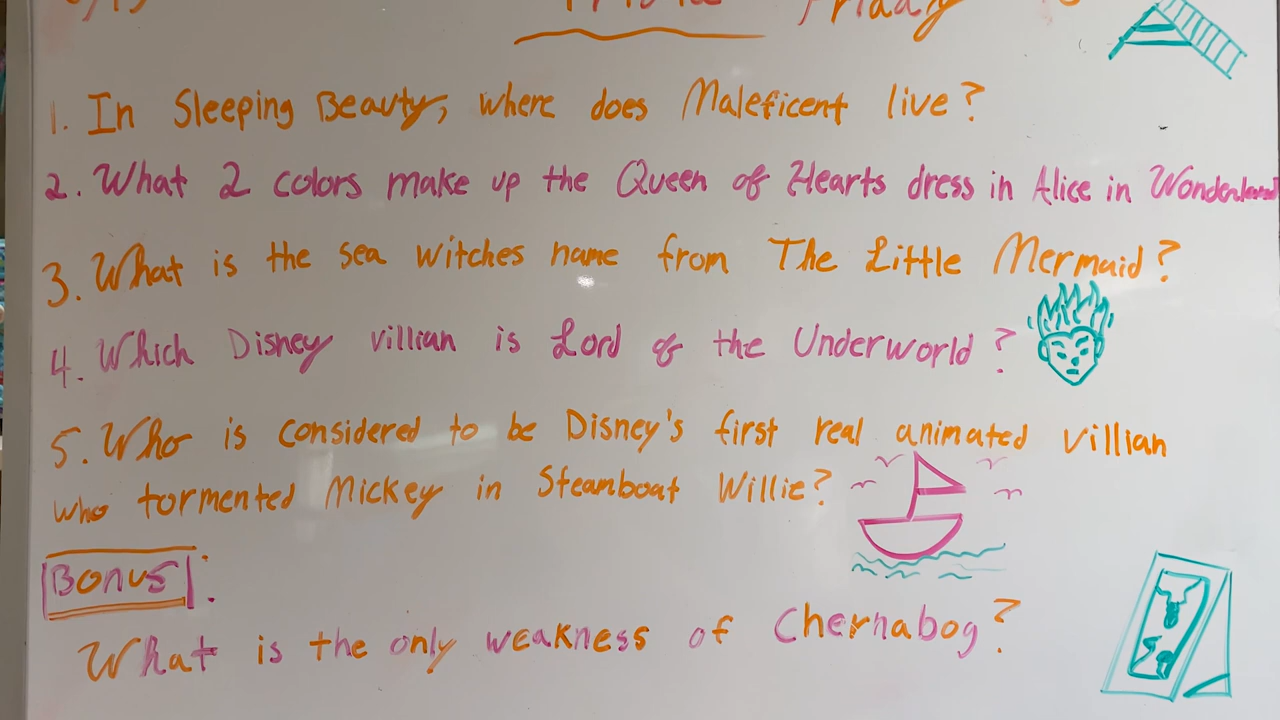 Friday
1. In Sleeping Beauty, where does Maleficent live?
2. What 2 colors make up the Queen of Hearts dress in Alice in Wonderland
3. What is the sea witches name from The Little Mermaid?
4. Which Disney villian is Lord of the Underworld?
5. Who is considered to be Disney's first real animated villian
who tormented Mickey in Steamboat Willie?
Bonus:
What is the only weakness of Chernabog?